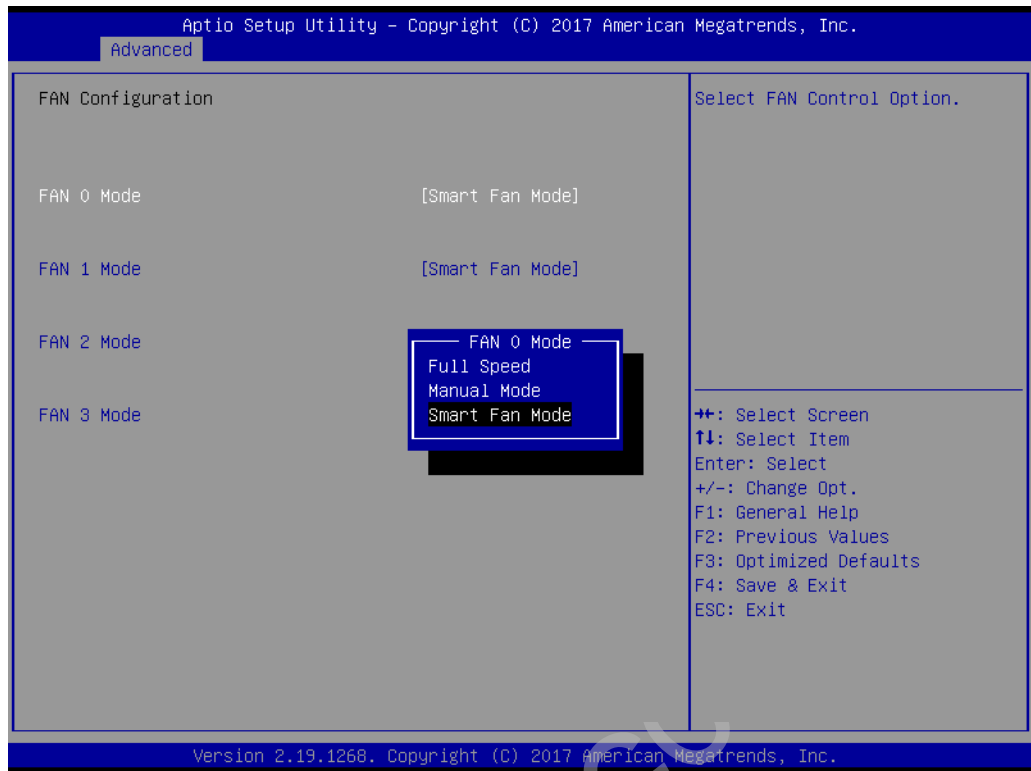 Aptio Setup Utility – Copyright (C) 2017 American Megatrends, Inc.
Advanced
FAN Configuration
Select FAN Control Option.
FAN 0 Mode [Smart Fan Mode]
FAN 1 Mode [Smart Fan Mode]
FAN 2 Mode
FAN 0 Mode
Full Speed
Manual Mode
Smart Fan Mode
FAN 3 Mode
→←: Select Screen
↑↓: Select Item
Enter: Select
+/-: Change Opt.
F1: General Help
F2: Previous Values
F3: Optimized Defaults
F4: Save & Exit
ESC: Exit
Version 2.19.1268. Copyright (C) 2017 American Megatrends, Inc.